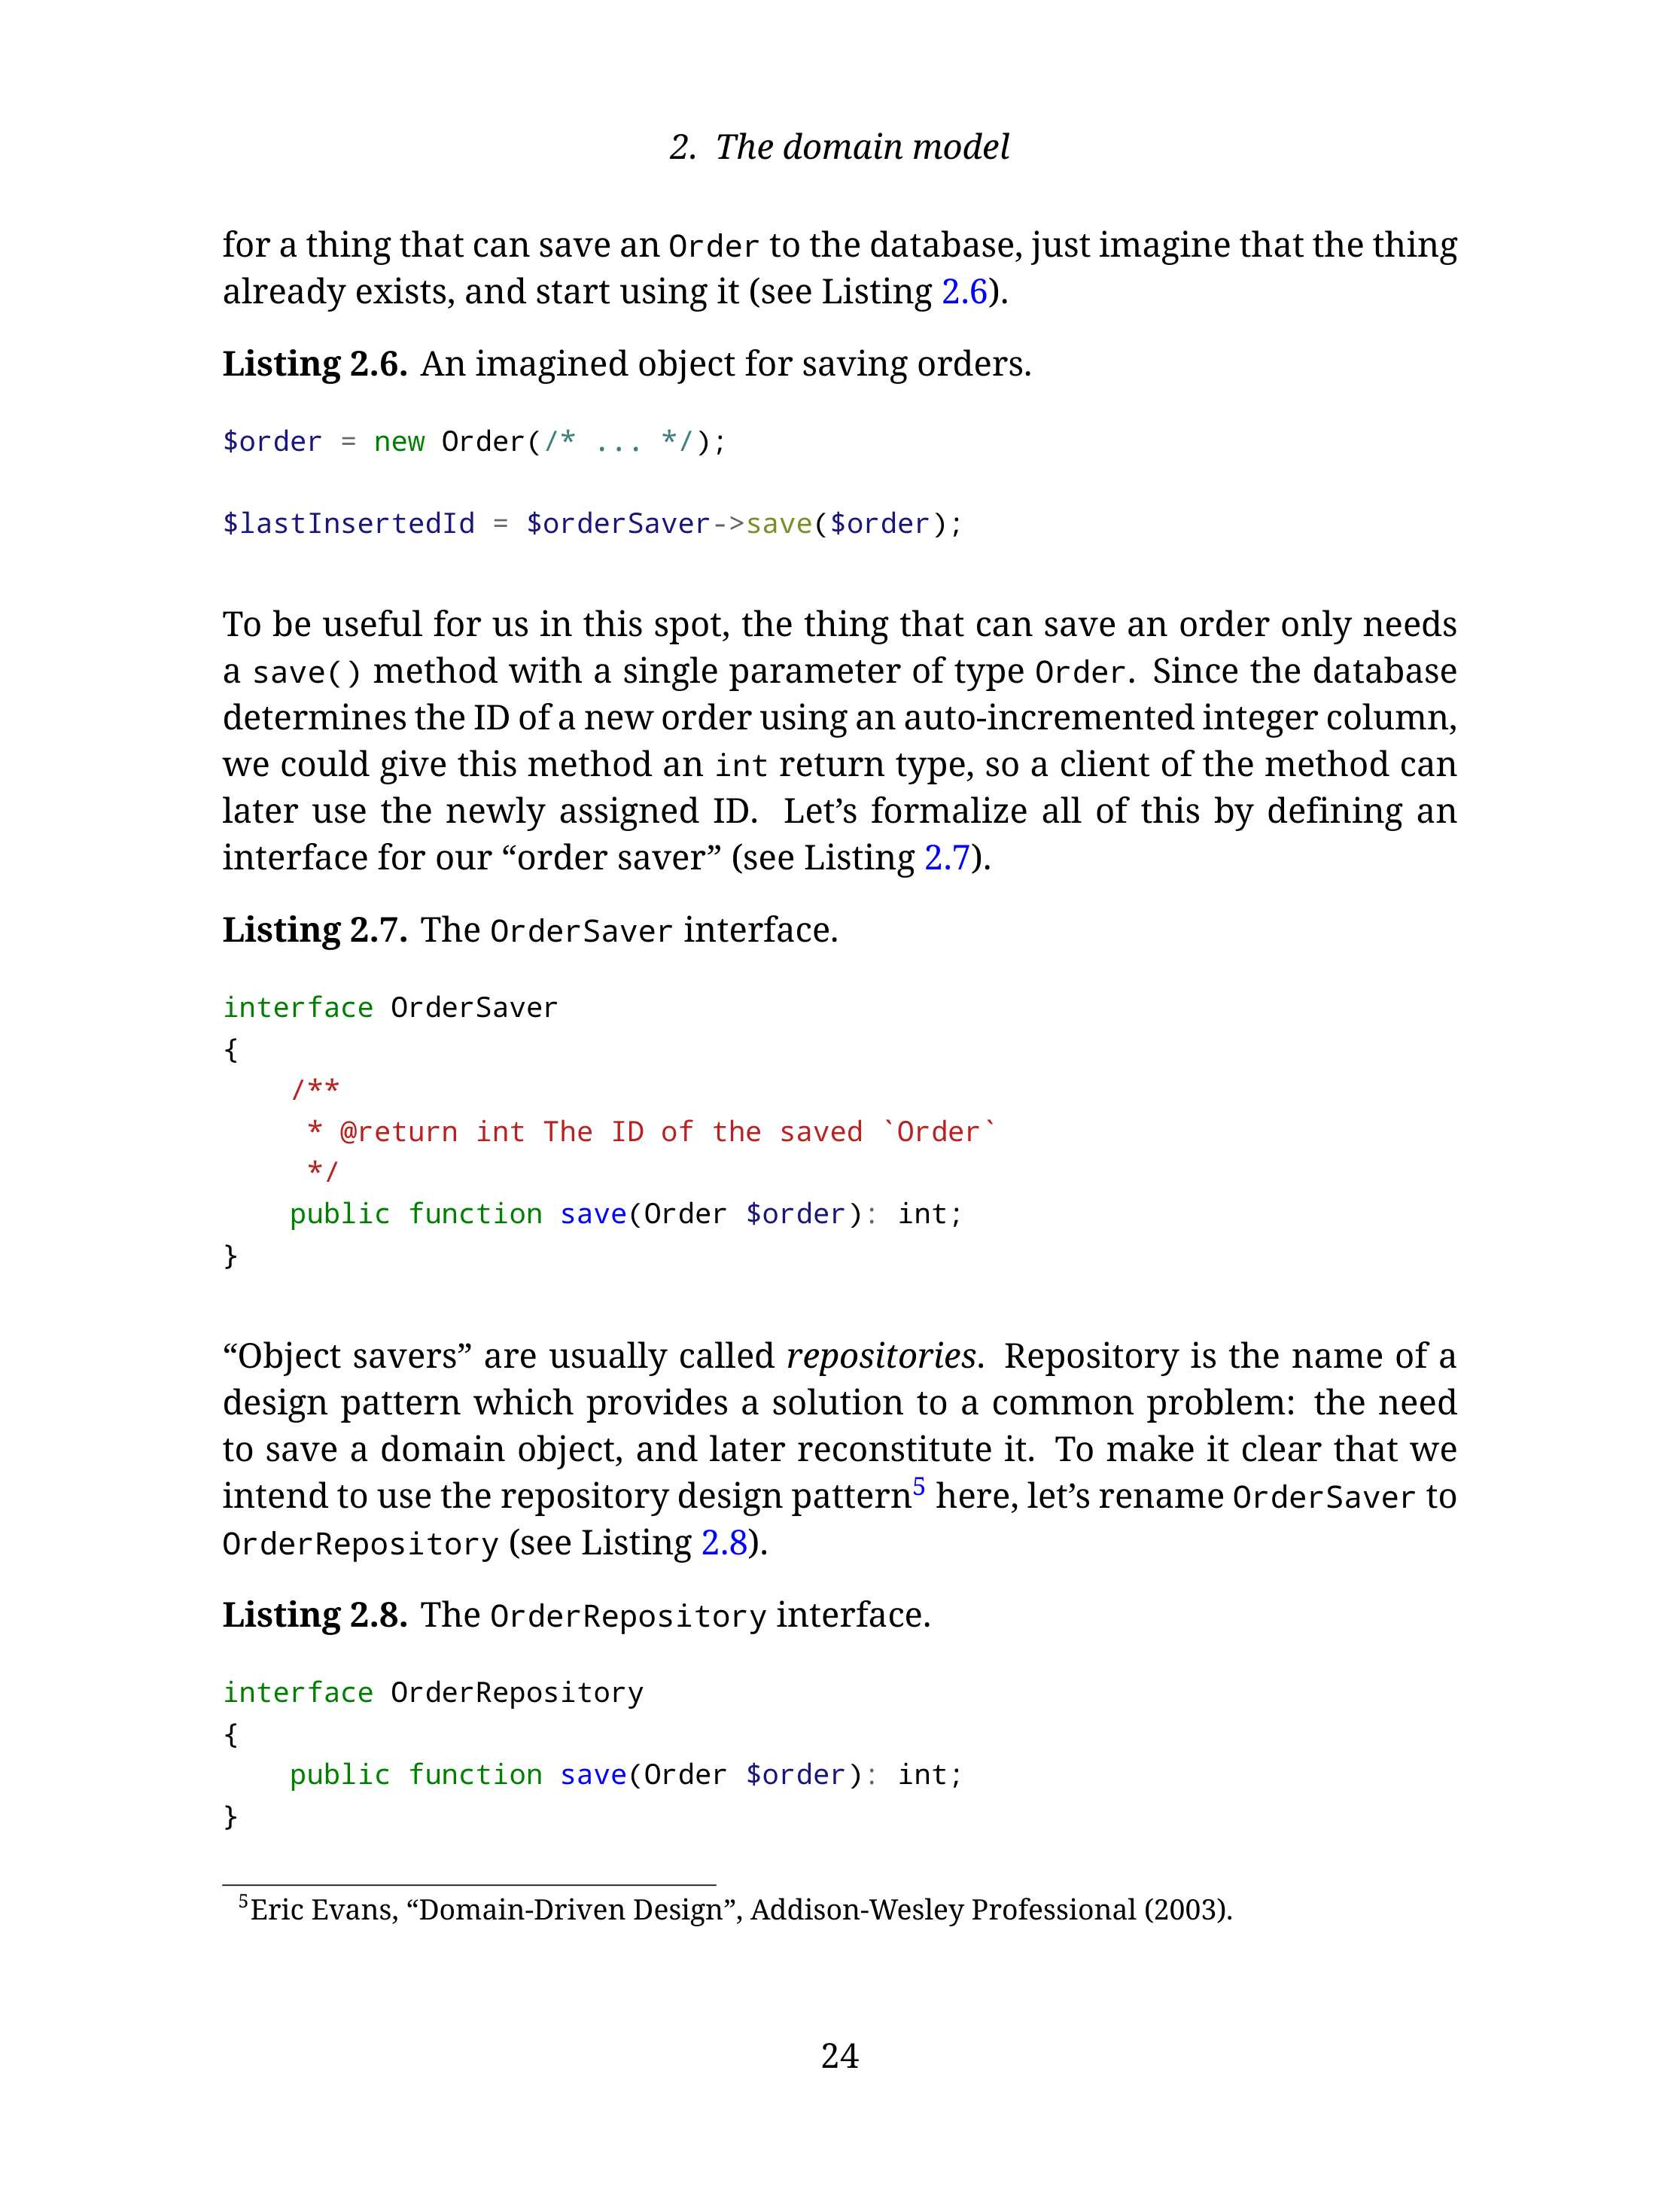 2. The domain model
for a thing that can save an Order to the database, just imagine that the thing
already exists, and start using it (see Listing 2.6).
Listing 2.6. An imagined object for saving orders.
$order = new Order(/* ... */);
$lastInsertedId = $orderSaver->save($order);
To be useful for us in this spot, the thing that can save an order only needs
a save() method with a single parameter of type Order. Since the database
determines the ID of a new order using an auto-incremented integer column,
we could give this method an int return type, so a client of the method can
later use the newly assigned ID. Let’s formalize all of this by defining an
interface for our “order saver” (see Listing 2.7).
Listing 2.7. The OrderSaver interface.
interface OrderSaver
{
    /**
     * @return int The ID of the saved `Order`
     */
    public function save(Order $order): int;
}
“Object savers” are usually called repositories. Repository is the name of a
design pattern which provides a solution to a common problem: the need
to save a domain object, and later reconstitute it. To make it clear that we
intend to use the repository design pattern5 here, let’s rename OrderSaver to
OrderRepository (see Listing 2.8).
Listing 2.8. The OrderRepository interface.
interface OrderRepository
{
    public function save(Order $order): int;
}
5Eric Evans, “Domain-Driven Design”, Addison-Wesley Professional (2003).
24